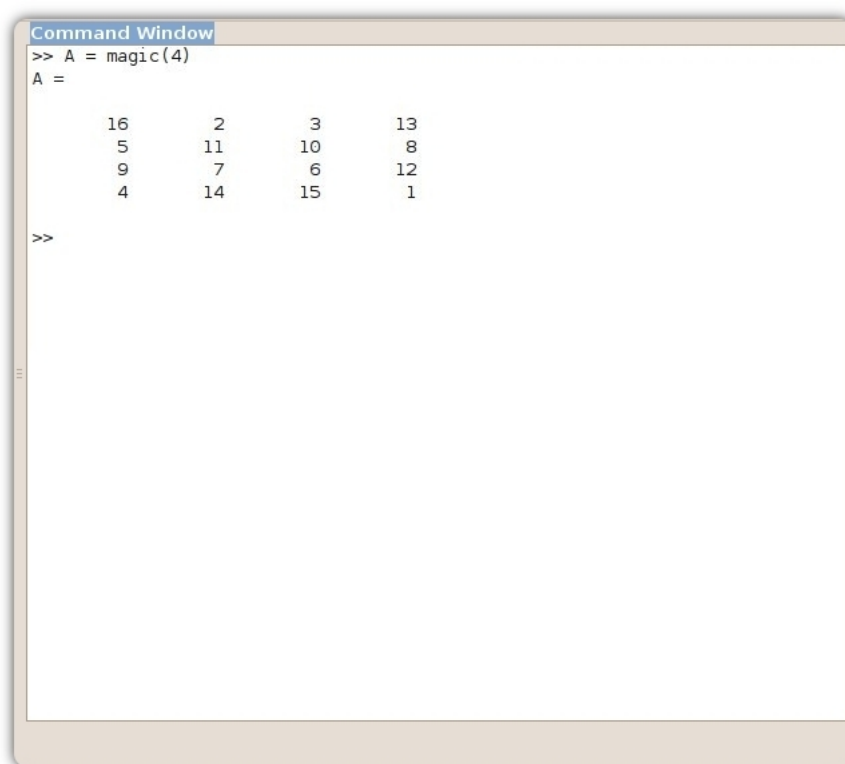 Command Window
>> A = magic(4)
A =
16 2 3 13
5 11 10 8
9 7 6 12
4 14 15 1
>>